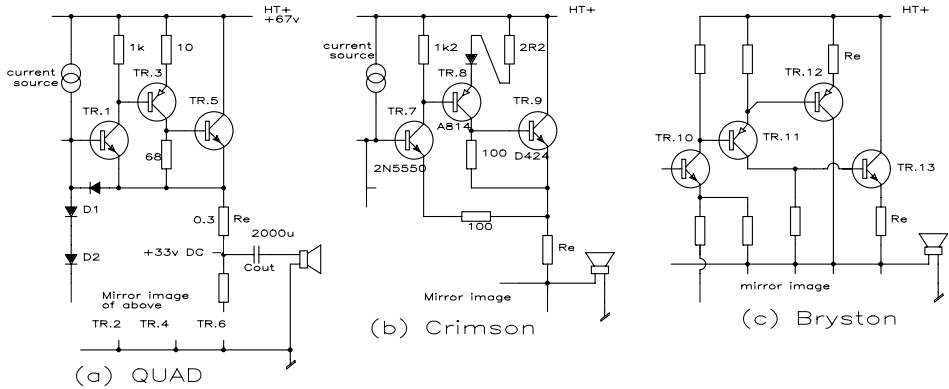 HT+
+67v
1k
10
TR.3
current
source
TR.1
TR.5
68
D1
0.3
Re
2000u
+33v DC
D2
Cout
Mirror image
of above
TR.2
TR.4
TR.6
(a) QUAD
HT+
current
source
1k2
2R2
TR.8
TR.9
TR.7
A814
2N5550
100
D424
100
Re
Mirror image
(b) Crimson
HT+
Re
TR.12
TR.10
TR.11
TR.13
Re
mirror image
(c) Bryston